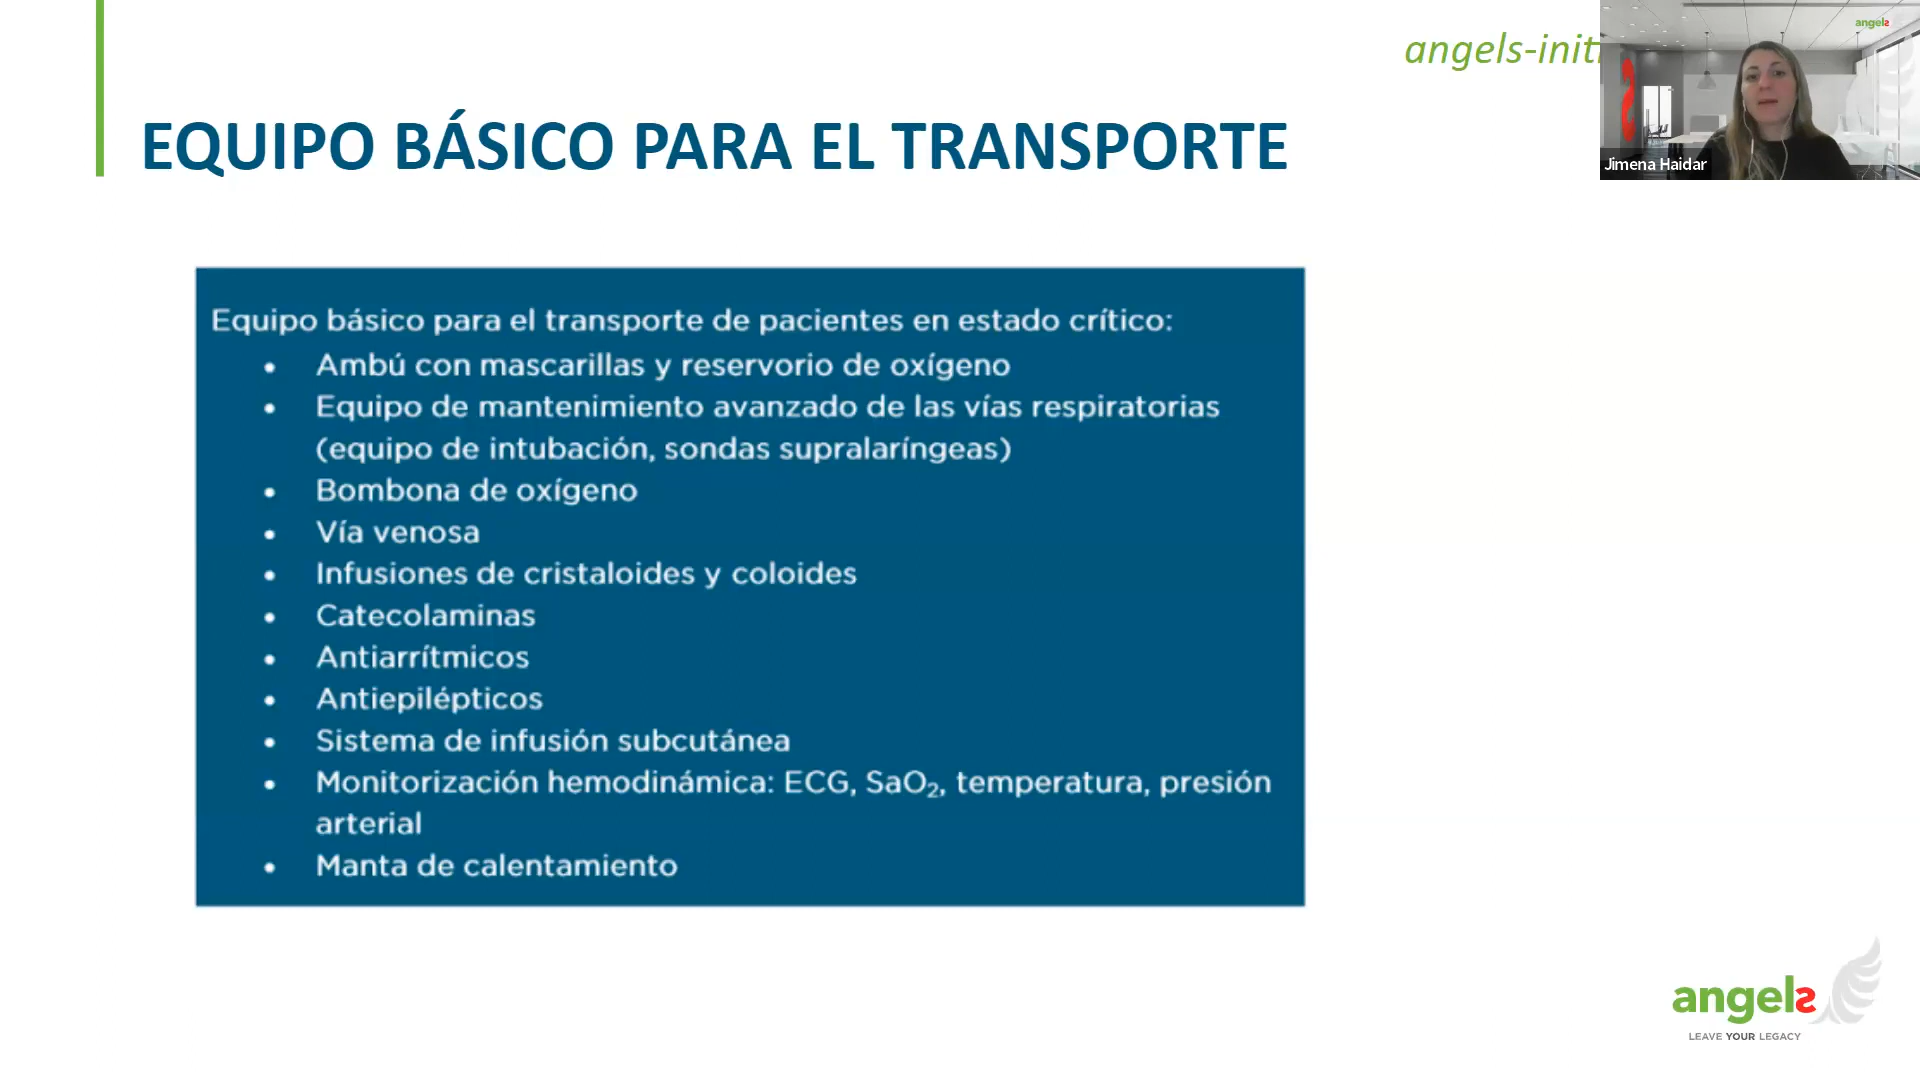 angels-init
angels
EQUIPO BÁSICO PARA EL TRANSPORTE
Jimena Haidar
Equipo básico para el transporte de pacientes en estado crítico:
• Ambú con mascarillas y reservorio de oxígeno
• Equipo de mantenimiento avanzado de las vías respiratorias
(equipo de intubación, sondas supralaríngeas)
• Bombona de oxígeno
• Vía venosa
• Infusiones de cristaloides y coloides
• Catecolaminas
• Antiarrítmicos
• Antiepilépticos
• Sistema de infusión subcutánea
• Monitorización hemodinámica: ECG, SaO₂, temperatura, presión
arterial
• Manta de calentamiento
angels
LEAVE YOUR LEGACY